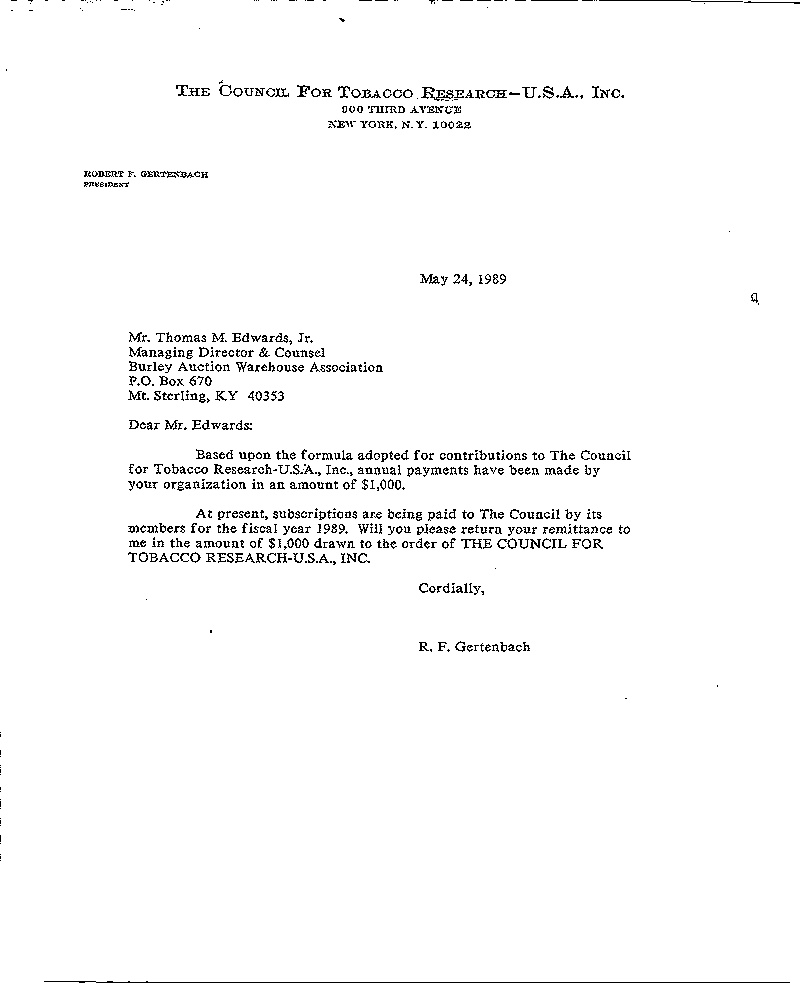 THE COUNCIL FOR TOBACCO RESEARCH–U.S.A., INC.
900 THIRD AVENUE
NEW YORK, N.Y. 10022
ROBERT F. GERTENBACH
PRESIDENT
May 24, 1989
Mr. Thomas M. Edwards, Jr.
Managing Director & Counsel
Burley Auction Warehouse Association
P.O. Box 670
Mt. Sterling, KY 40353
Dear Mr. Edwards:
Based upon the formula adopted for contributions to The Council
for Tobacco Research-U.S.A., Inc., annual payments have been made by
your organization in an amount of $1,000.
At present, subscriptions are being paid to The Council by its
members for the fiscal year 1989. Will you please return your remittance to
me in the amount of $1,000 drawn to the order of THE COUNCIL FOR
TOBACCO RESEARCH-U.S.A., INC.
Cordially,
R. F. Gertenbach